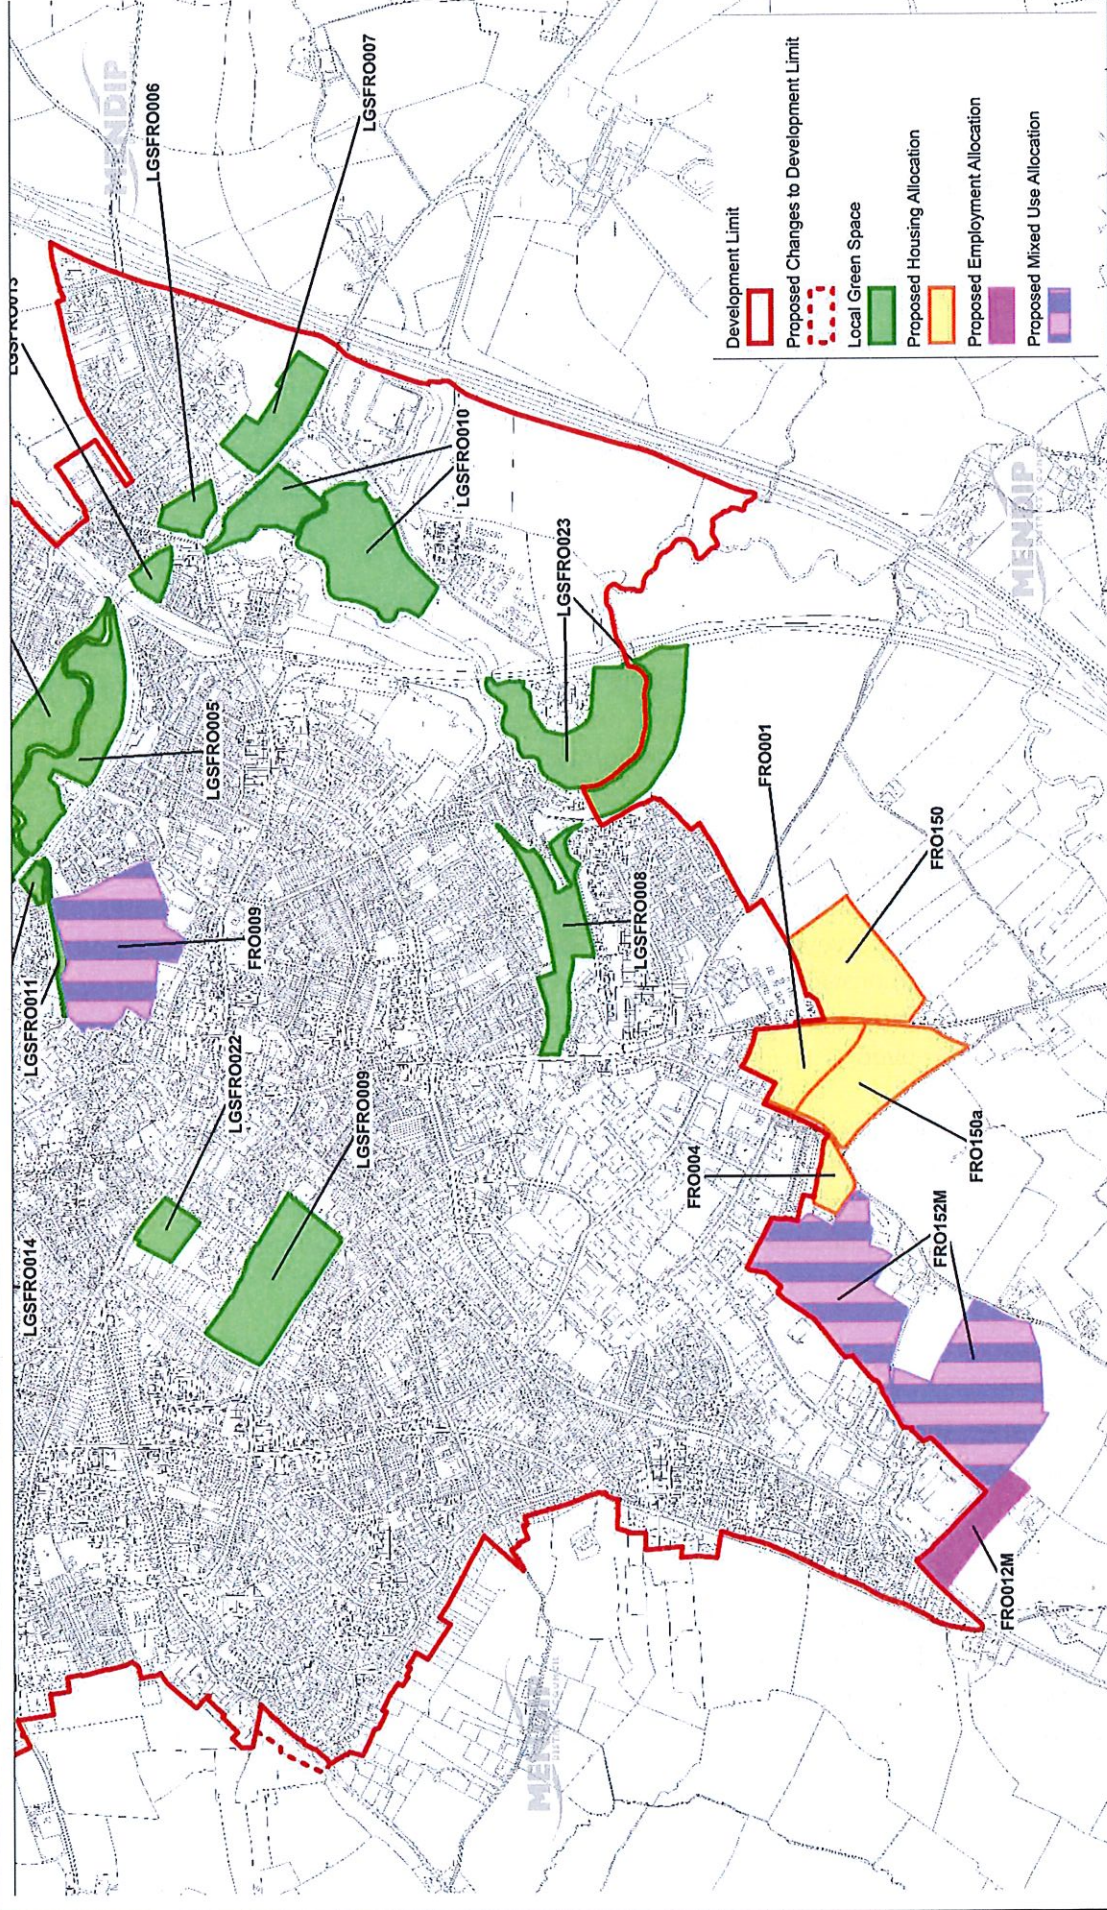 LGSFRO014
LGSFRO011
LGSFRO005
LGSFRO006
LGSFRO007
LGSFRO022
LGSFRO009
FRO009
LGSFRO010
LGSFRO008
LGSFRO023
FRO004
FRO001
FRO152M
FRO150a
FRO150
FRO012M
MENDIP
MENDIP
MENDIP
Development Limit
Proposed Changes to Development Limit
Local Green Space
Proposed Housing Allocation
Proposed Employment Allocation
Proposed Mixed Use Allocation